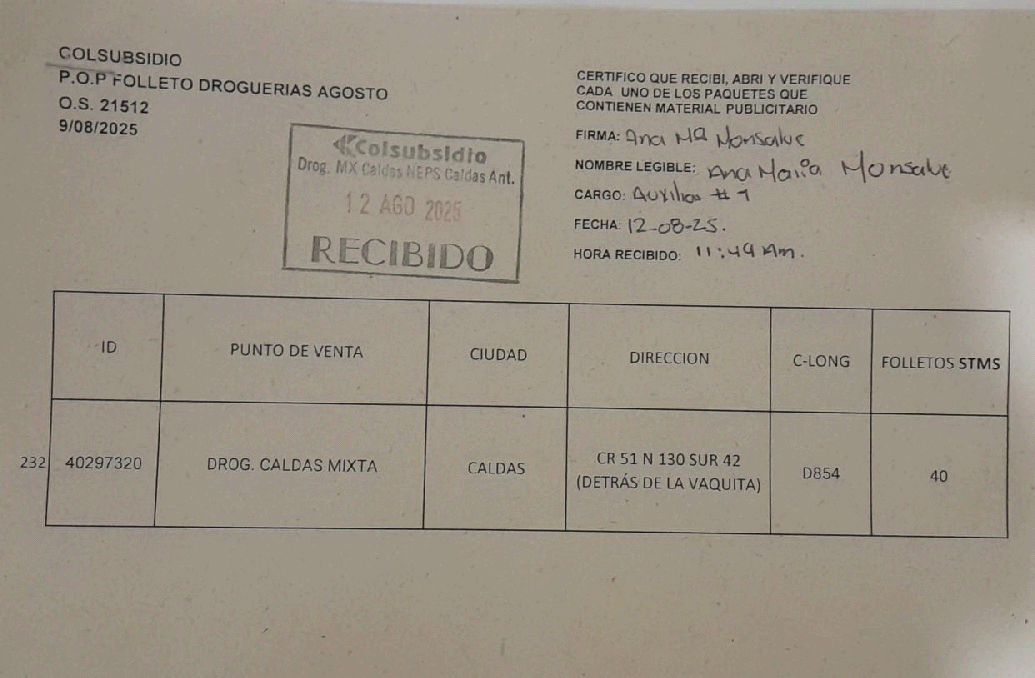 COLSUBSIDIO
P.O.P FOLLETO DROGUERIAS AGOSTO
O.S. 21512
9/08/2025
Colsubsidio
Drog. MX Caldas NEPS Caldas Ant.
12 AGO 2025
RECIBIDO
CERTIFICO QUE RECIBI, ABRI Y VERIFIQUE
CADA UNO DE LOS PAQUETES QUE
CONTIENEN MATERIAL PUBLICITARIO
FIRMA: Ana Mª Monsalve
NOMBRE LEGIBLE: Ana Maria Monsalve
CARGO: Auxiliar # 1
FECHA: 12-08-25.
HORA RECIBIDO: 11:49 Am.
ID PUNTO DE VENTA CIUDAD DIRECCION C-LONG FOLLETOS STMS
232 40297320 DROG. CALDAS MIXTA CALDAS CR 51 N 130 SUR 42 D854 40
(DETRÁS DE LA VAQUITA)